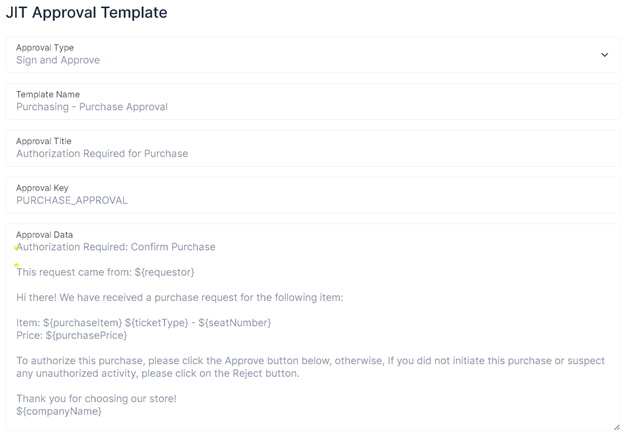 JIT Approval Template
Approval Type
Sign and Approve
Template Name
Purchasing - Purchase Approval
Approval Title
Authorization Required for Purchase
Approval Key
PURCHASE_APPROVAL
Approval Data
Authorization Required: Confirm Purchase
This request came from: ${requestor}
Hi there! We have received a purchase request for the following item:
Item: ${purchaseItem} ${ticketType} - ${seatNumber}
Price: ${purchasePrice}
To authorize this purchase, please click the Approve button below, otherwise, If you did not initiate this purchase or suspect
any unauthorized activity, please click on the Reject button.
Thank you for choosing our store!
${companyName}